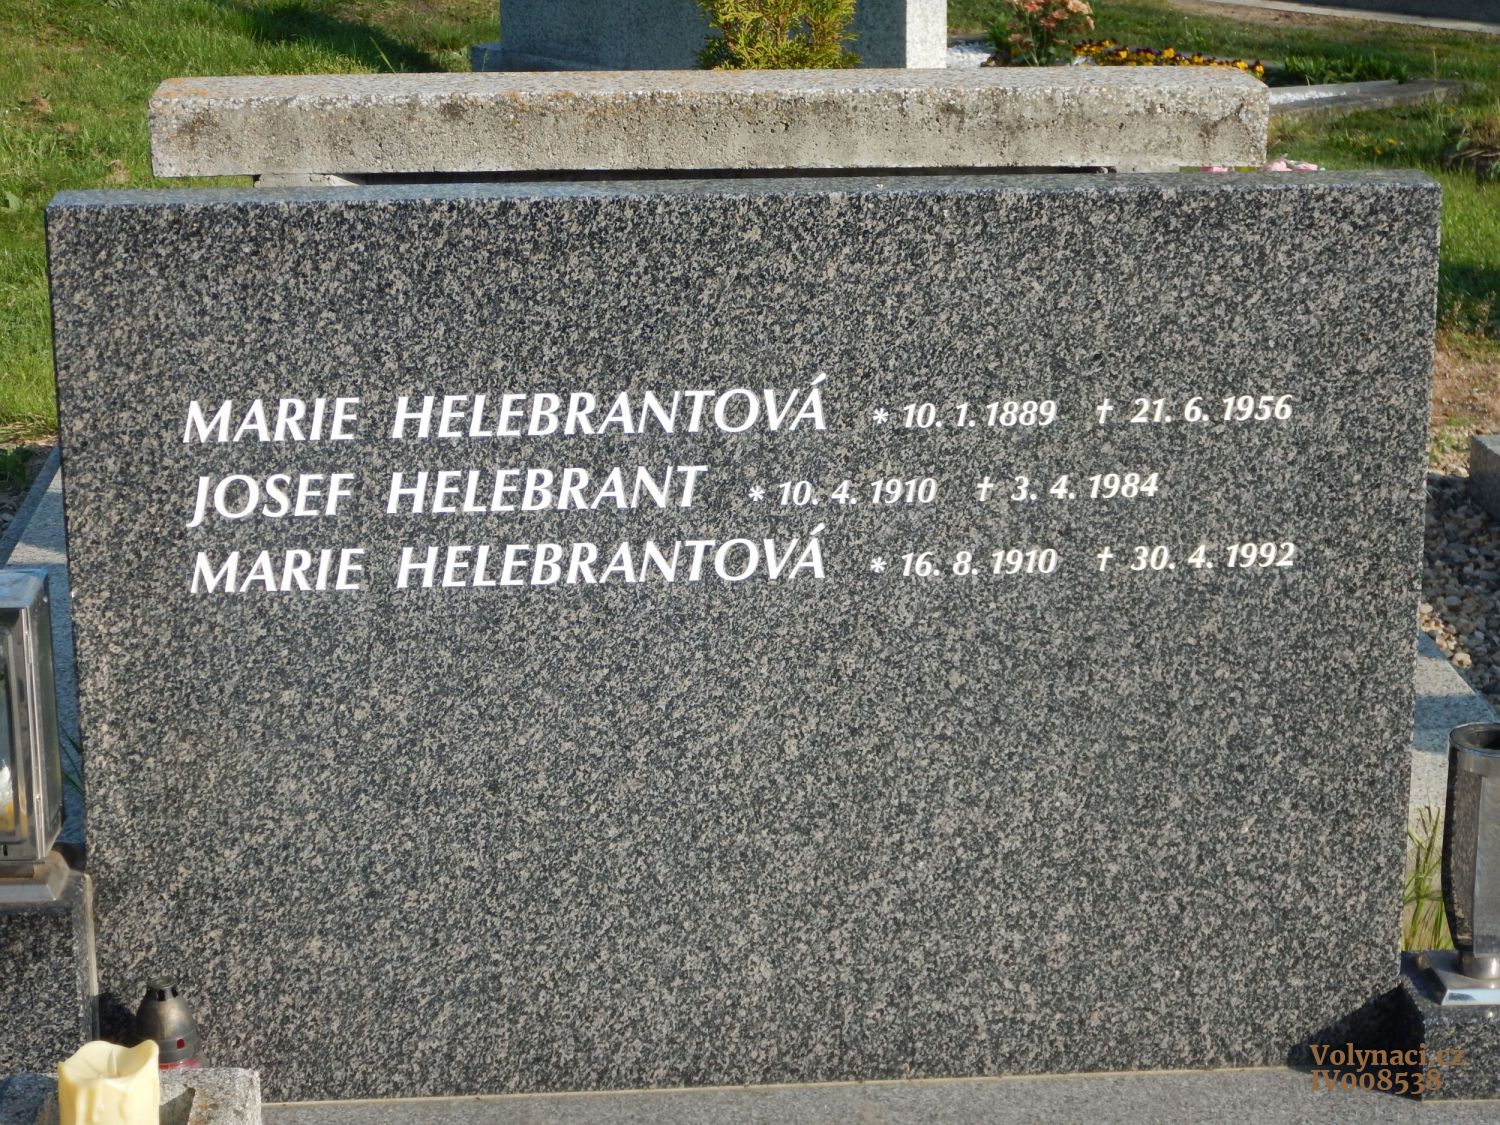 MARIE HELEBRANTOVÁ * 10. 1. 1889 † 21. 6. 1956
JOSEF HELEBRANT * 10. 4. 1910 † 3. 4. 1984
MARIE HELEBRANTOVÁ * 16. 8. 1910 † 30. 4. 1992
Volynaci.cz
IV008538